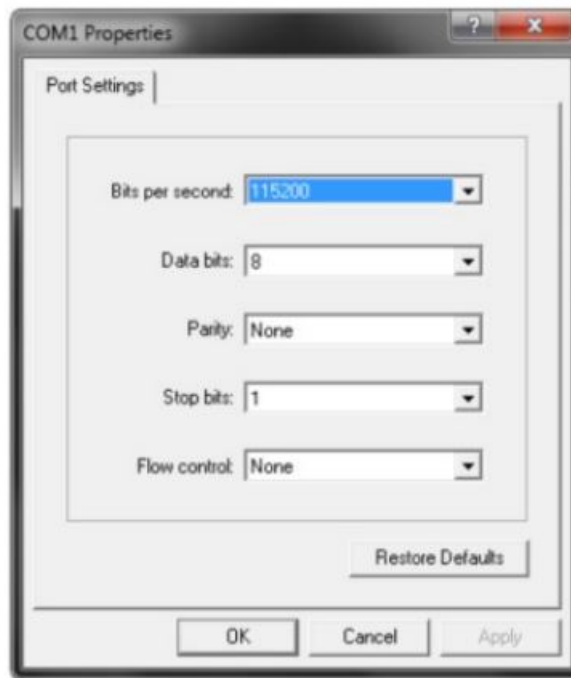 COM1 Properties
?
Port Settings
Bits per second: 115200
Data bits: 8
Parity: None
Stop bits: 1
Flow control: None
Restore Defaults
OK Cancel Apply